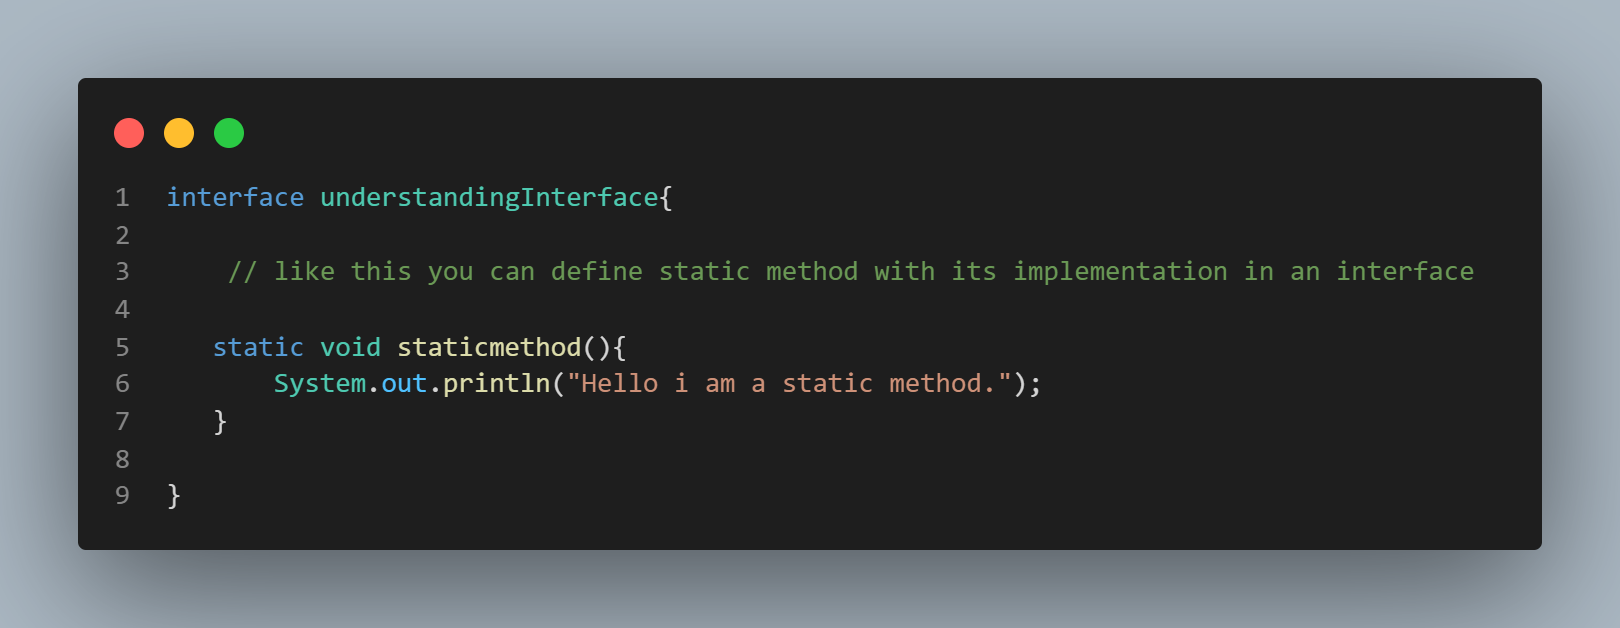 1 interface understandingInterface{
2
3 // like this you can define static method with its implementation in an interface
4
5 static void staticmethod(){
6 System.out.println("Hello i am a static method.");
7 }
8
9 }